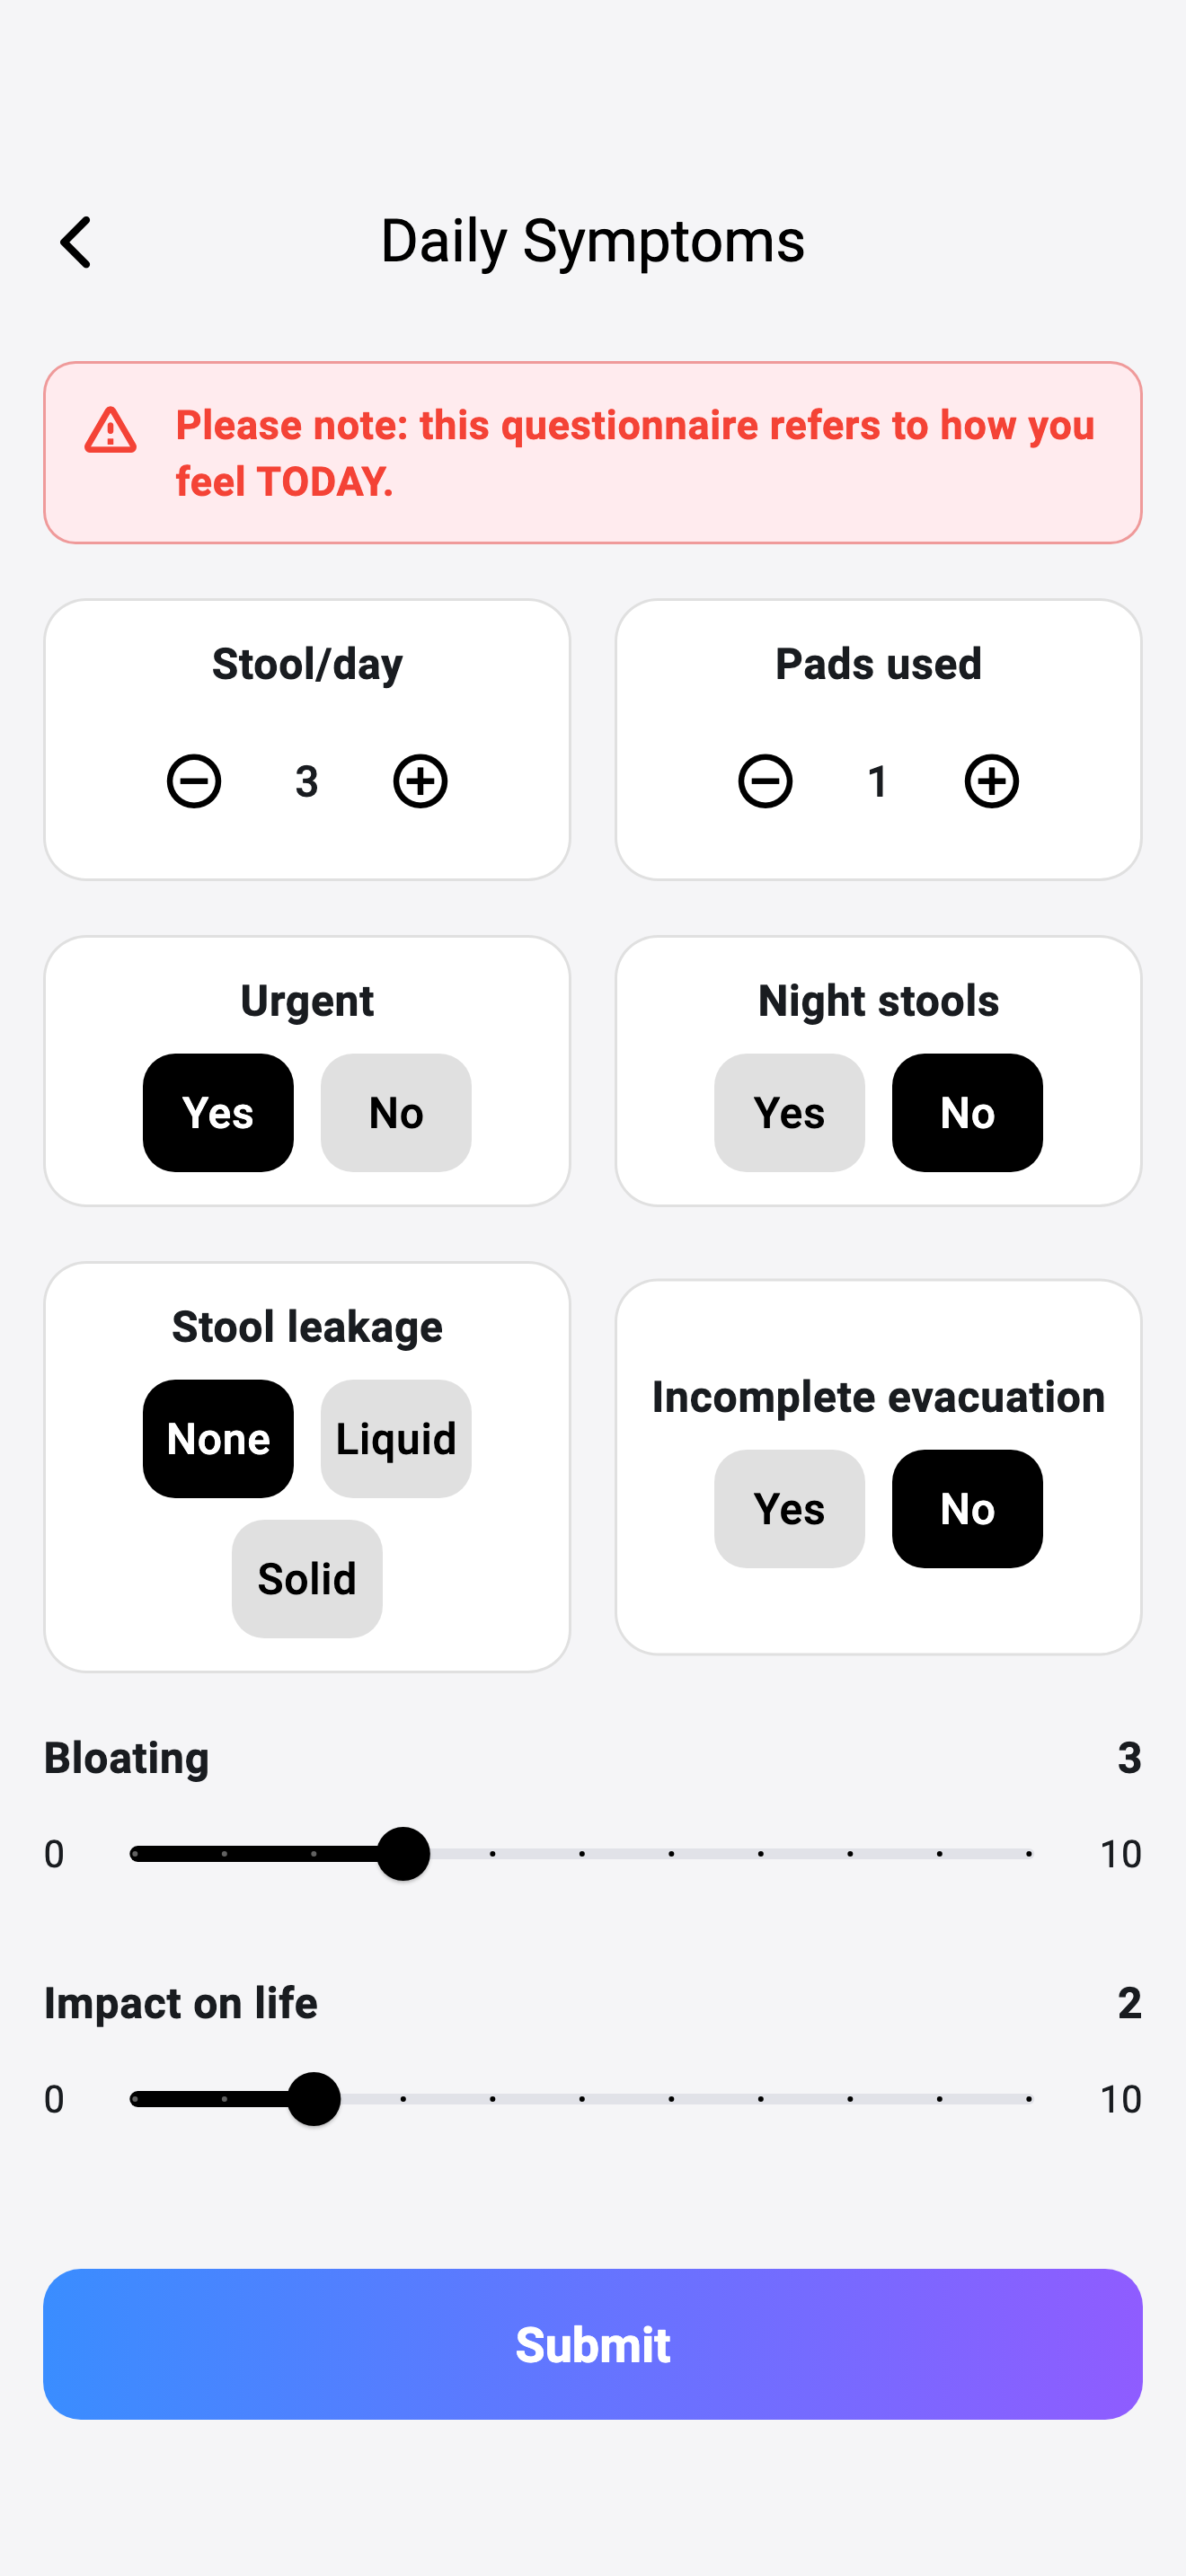 Daily Symptoms
Please note: this questionnaire refers to how you
feel TODAY.
Stool/day
3
Pads used
1
Urgent
Yes
No
Night stools
Yes
No
Stool leakage
None
Liquid
Solid
Incomplete evacuation
Yes
No
Bloating
3
0
10
Impact on life
2
0
10
Submit